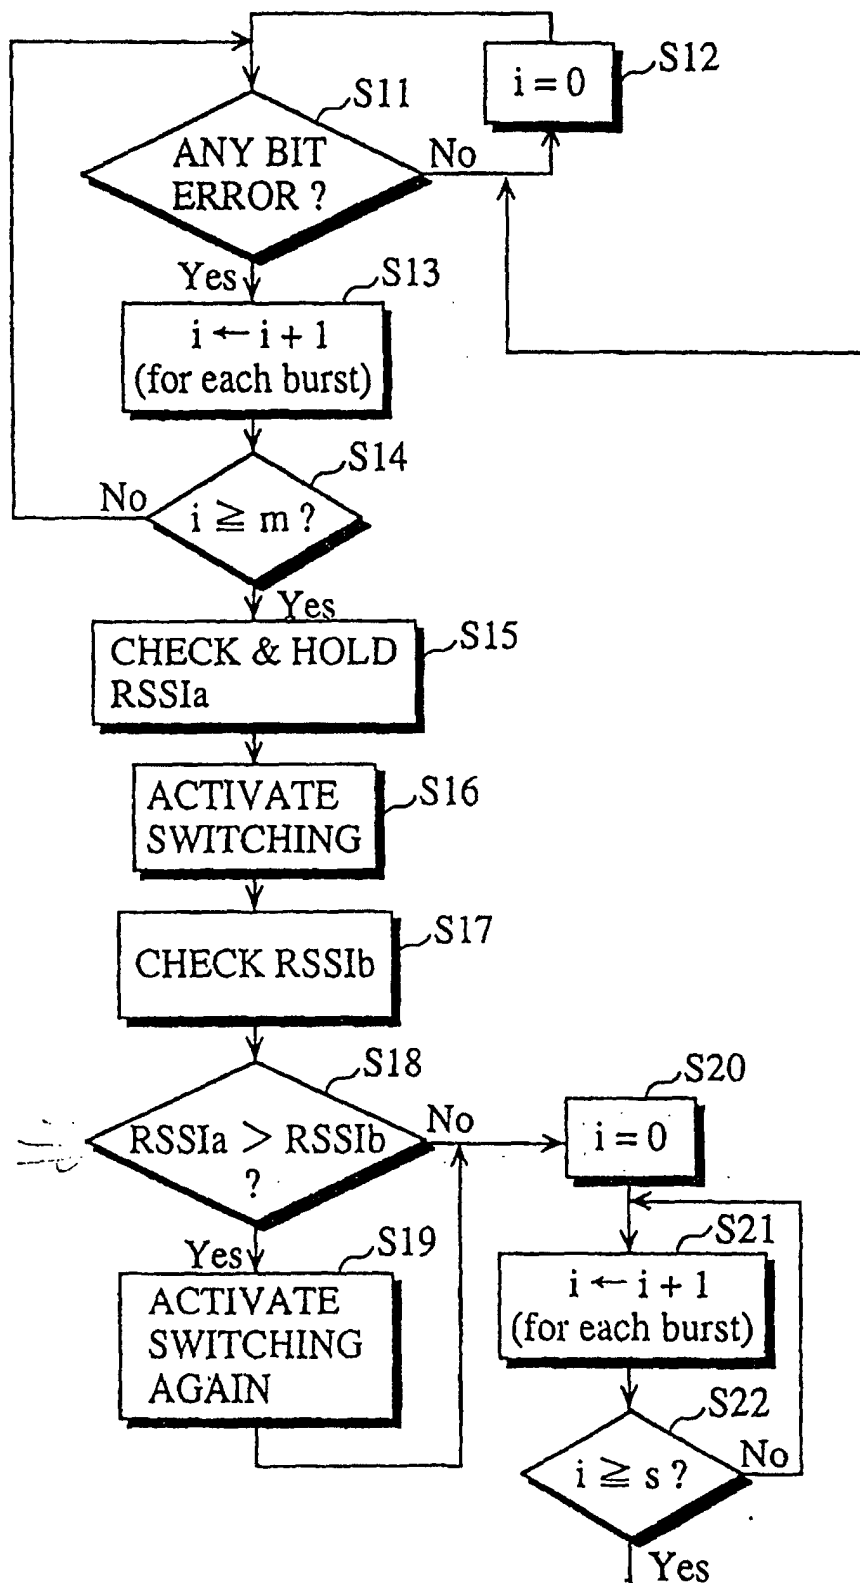 S12
i = 0
S11
ANY BIT
ERROR ?
No
Yes
S13
i ← i + 1
(for each burst)
S14
No
i ≧ m ?
Yes
S15
CHECK & HOLD
RSSIa
S16
ACTIVATE
SWITCHING
S17
CHECK RSSIb
S18
RSSIa > RSSIb
?
No
Yes
S19
ACTIVATE
SWITCHING
AGAIN
S20
i = 0
S21
i ← i + 1
(for each burst)
S22
i ≧ s ?
No
Yes